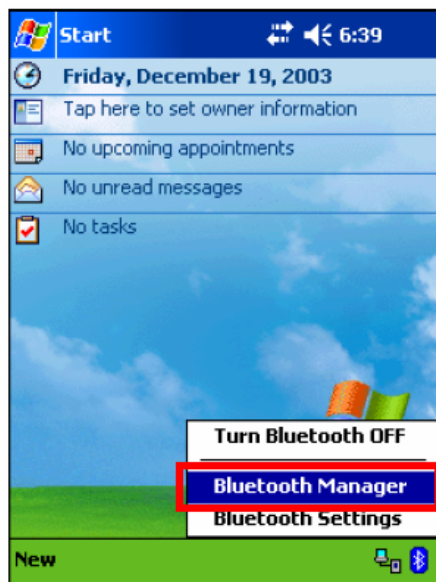 Start 6:39
Friday, December 19, 2003
Tap here to set owner information
No upcoming appointments
No unread messages
No tasks
Turn Bluetooth OFF
Bluetooth Manager
Bluetooth Settings
New